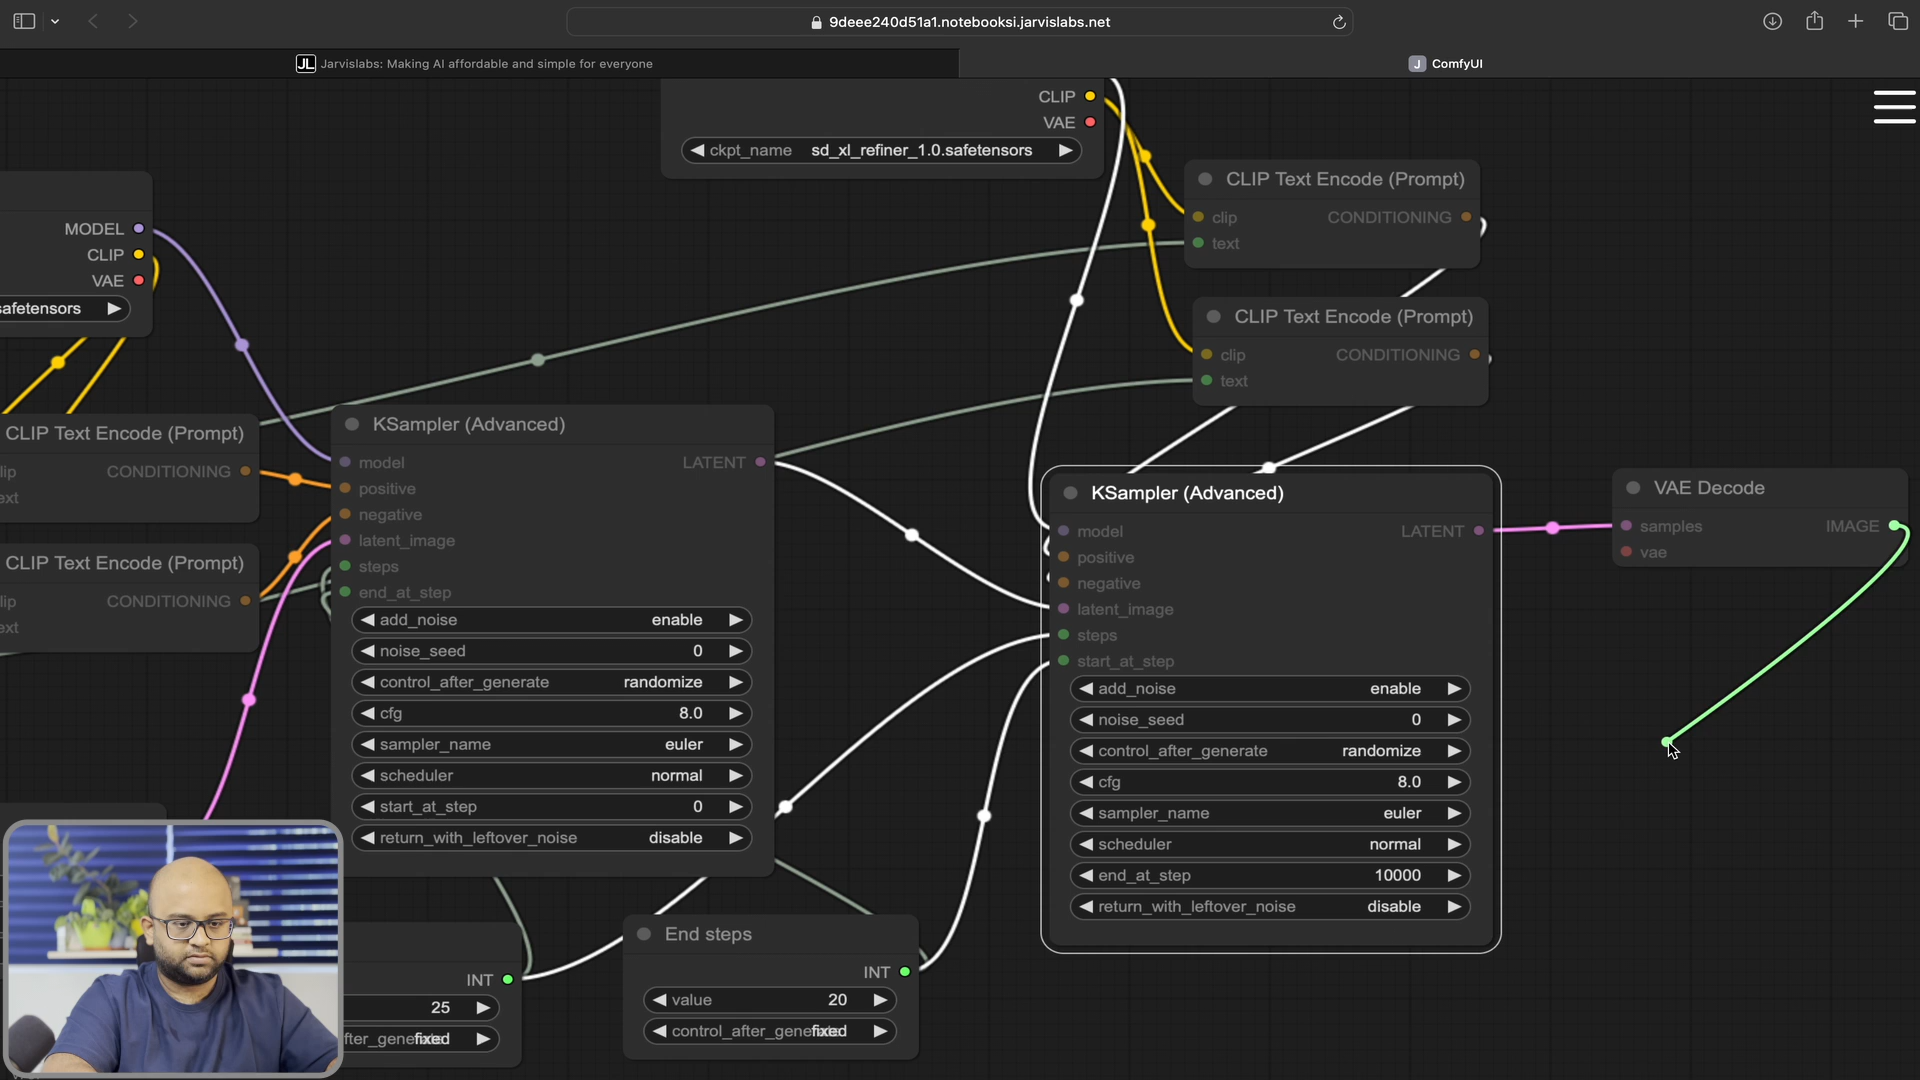 9deee240d51a1.notebooksi.jarvislabs.net
JL Jarvislabs: Making AI affordable and simple for everyone
J ComfyUI
CLIP
VAE
ckpt_name sd_xl_refiner_1.0.safetensors
MODEL
CLIP
VAE
safetensors
CLIP Text Encode (Prompt)
clip CONDITIONING
text
CLIP Text Encode (Prompt)
clip CONDITIONING
text
CLIP Text Encode (Prompt)
lip CONDITIONING
ext
CLIP Text Encode (Prompt)
lip CONDITIONING
ext
KSampler (Advanced)
model LATENT
positive
negative
latent_image
steps
end_at_step
add_noise enable
noise_seed 0
control_after_generate randomize
cfg 8.0
sampler_name euler
scheduler normal
start_at_step 0
return_with_leftover_noise disable
KSampler (Advanced)
model LATENT
positive
negative
latent_image
steps
start_at_step
add_noise enable
noise_seed 0
control_after_generate randomize
cfg 8.0
sampler_name euler
scheduler normal
end_at_step 10000
return_with_leftover_noise disable
VAE Decode
samples IMAGE
vae
INT
25
fter_gene fixed
End steps
INT
value 20
control_after_gene fixed